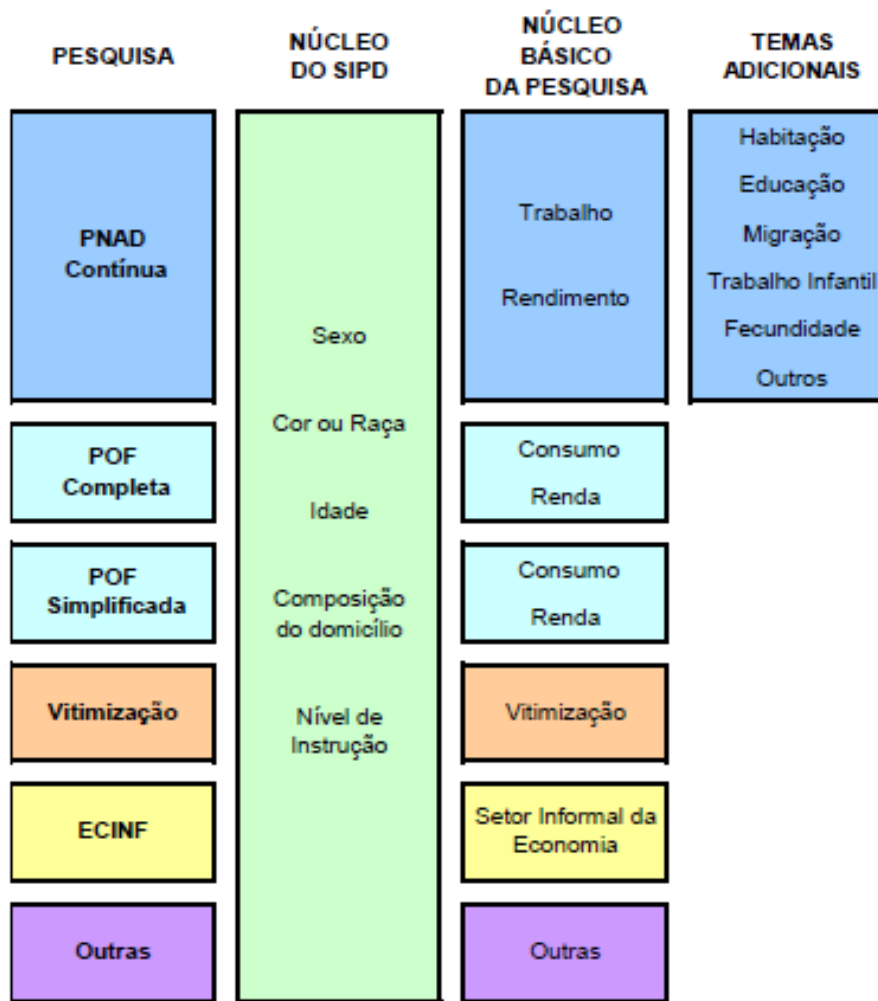 PESQUISA
NÚCLEO
DO SIPD
NÚCLEO
BÁSICO
DA PESQUISA
TEMAS
ADICIONAIS
PNAD
Contínua
Sexo
Cor ou Raça
Idade
Composição
do domicílio
Nível de
Instrução
Trabalho
Rendimento
Habitação
Educação
Migração
Trabalho Infantil
Fecundidade
Outros
POF
Completa
Consumo
Renda
POF
Simplificada
Consumo
Renda
Vitimização
Vitimização
ECINF
Setor Informal da
Economia
Outras
Outras